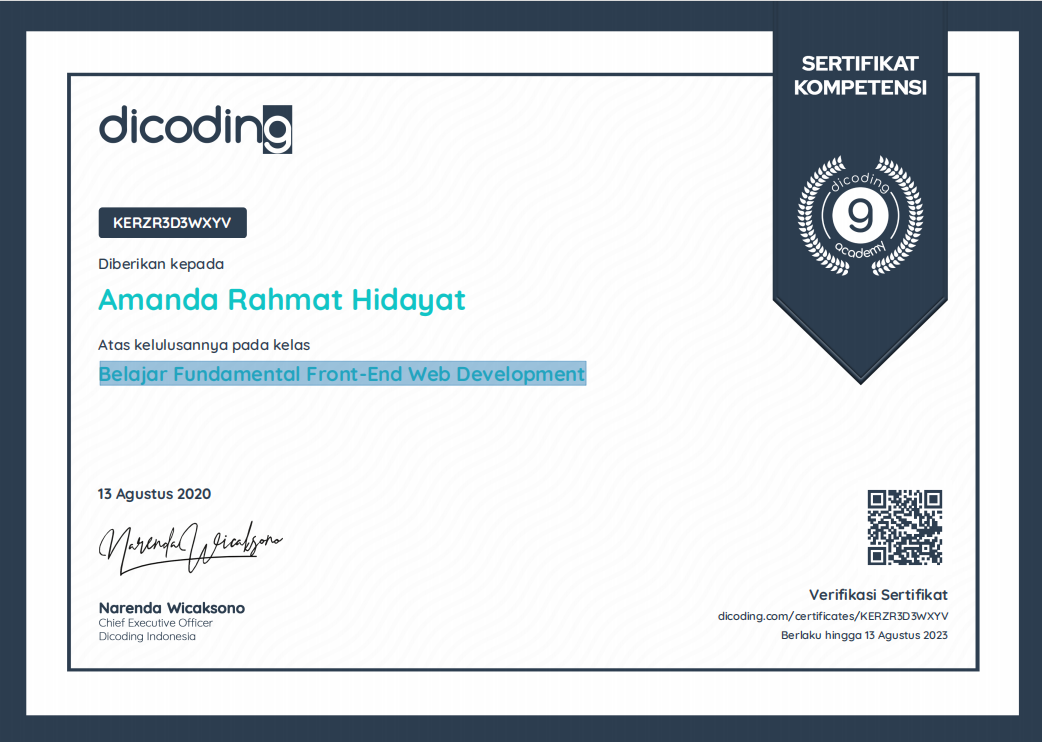 SERTIFIKAT
KOMPETENSI
dicoding
dicoding
9
academy
KERZR3D3WXYV
Diberikan kepada
Amanda Rahmat Hidayat
Atas kelulusannya pada kelas
Belajar Fundamental Front-End Web Development
13 Agustus 2020
Narenda Wicaksono
Narenda Wicaksono
Chief Executive Officer
Dicoding Indonesia
Verifikasi Sertifikat
dicoding.com/certificates/KERZR3D3WXYV
Berlaku hingga 13 Agustus 2023